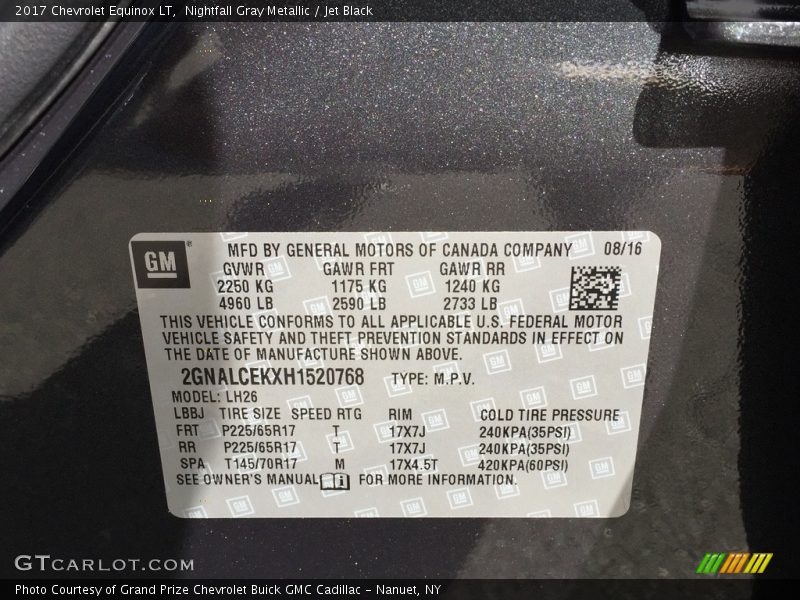 2017 Chevrolet Equinox LT, Nightfall Gray Metallic / Jet Black
GM MFD BY GENERAL MOTORS OF CANADA COMPANY 08/16
GVWR GAWR FRT GAWR RR
2250 KG 1175 KG 1240 KG
4960 LB 2590 LB 2733 LB
THIS VEHICLE CONFORMS TO ALL APPLICABLE U.S. FEDERAL MOTOR
VEHICLE SAFETY AND THEFT PREVENTION STANDARDS IN EFFECT ON
THE DATE OF MANUFACTURE SHOWN ABOVE.
2GNALCEKXH1520768 TYPE: M.P.V.
MODEL: LH26
LBBJ TIRE SIZE SPEED RTG RIM COLD TIRE PRESSURE
FRT P225/65R17 T 17X7J 240KPA(35PSI)
RR P225/65R17 T 17X7J 240KPA(35PSI)
SPA T145/70R17 M 17X4.5T 420KPA(60PSI)
SEE OWNER'S MANUAL FOR MORE INFORMATION.
GTCARLOT.COM
Photo Courtesy of Grand Prize Chevrolet Buick GMC Cadillac – Nanuet, NY